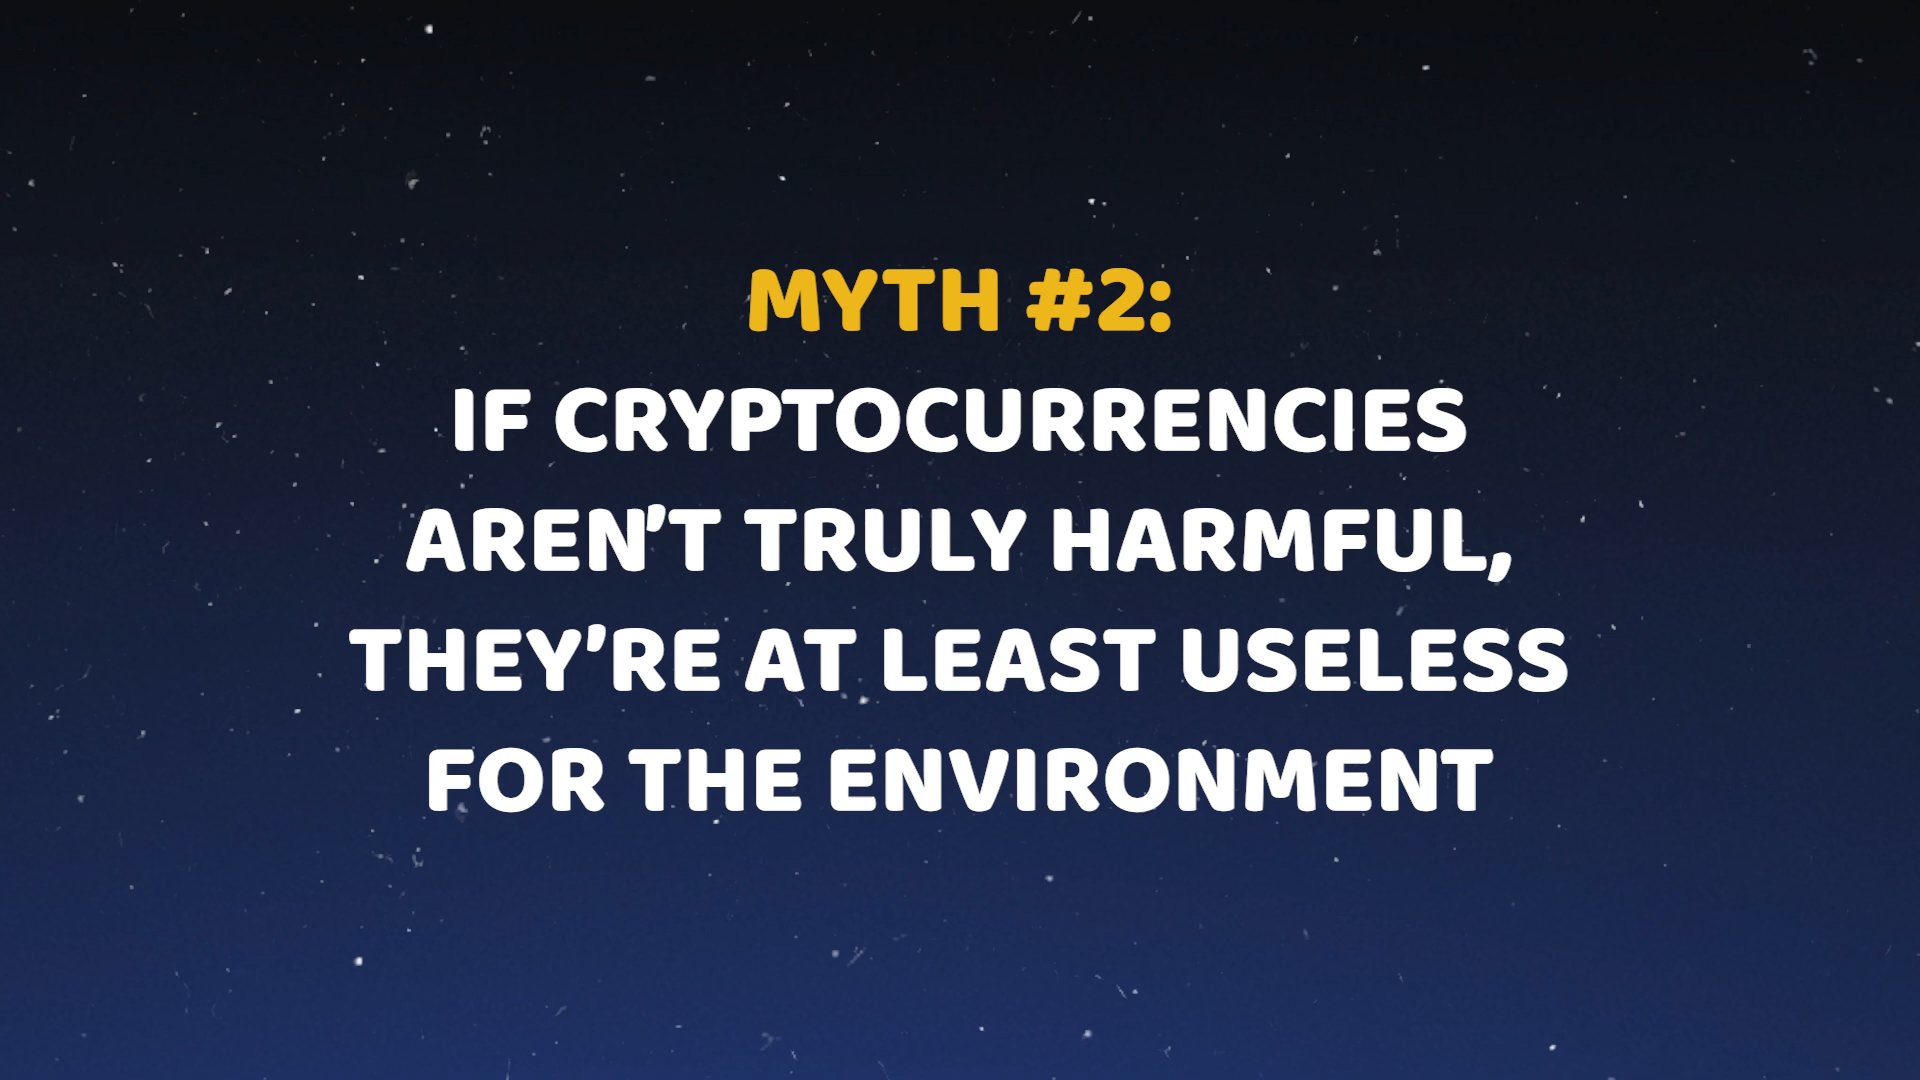 MYTH #2:
IF CRYPTOCURRENCIES
AREN’T TRULY HARMFUL,
THEY’RE AT LEAST USELESS
FOR THE ENVIRONMENT